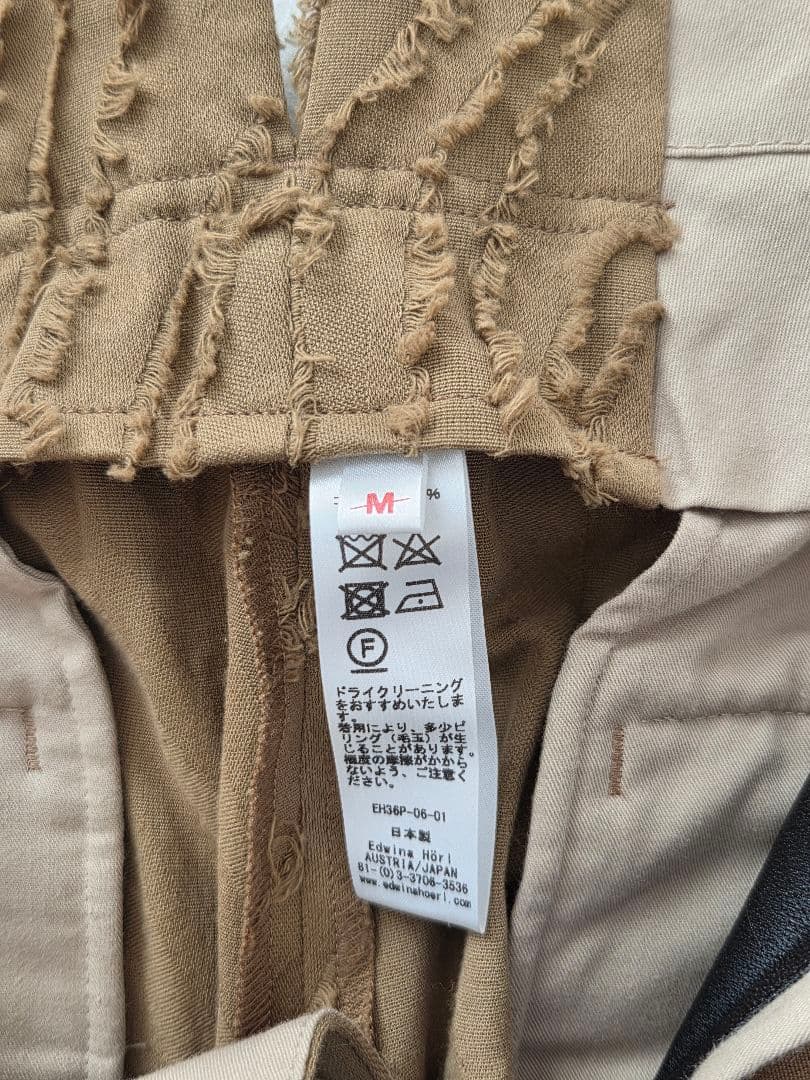 M
%
F
ドライクリーニング
をおすすめいたしま
す。
着用により、多少ピ
リング（毛玉）が生
じることがあります。
極度の摩擦がかから
ないよう、ご注意く
ださい。
EH36P-06-01
日本製
Edwina Hörl
AUSTRIA/JAPAN
81-(0)3-3706-3536
www.edwinahoerl.com